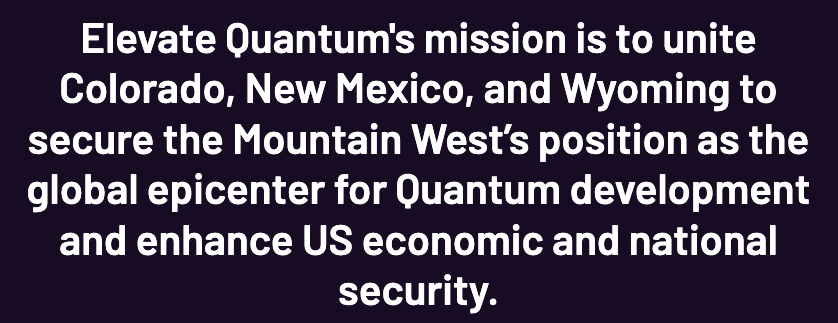 Elevate Quantum's mission is to unite
Colorado, New Mexico, and Wyoming to
secure the Mountain West’s position as the
global epicenter for Quantum development
and enhance US economic and national
security.